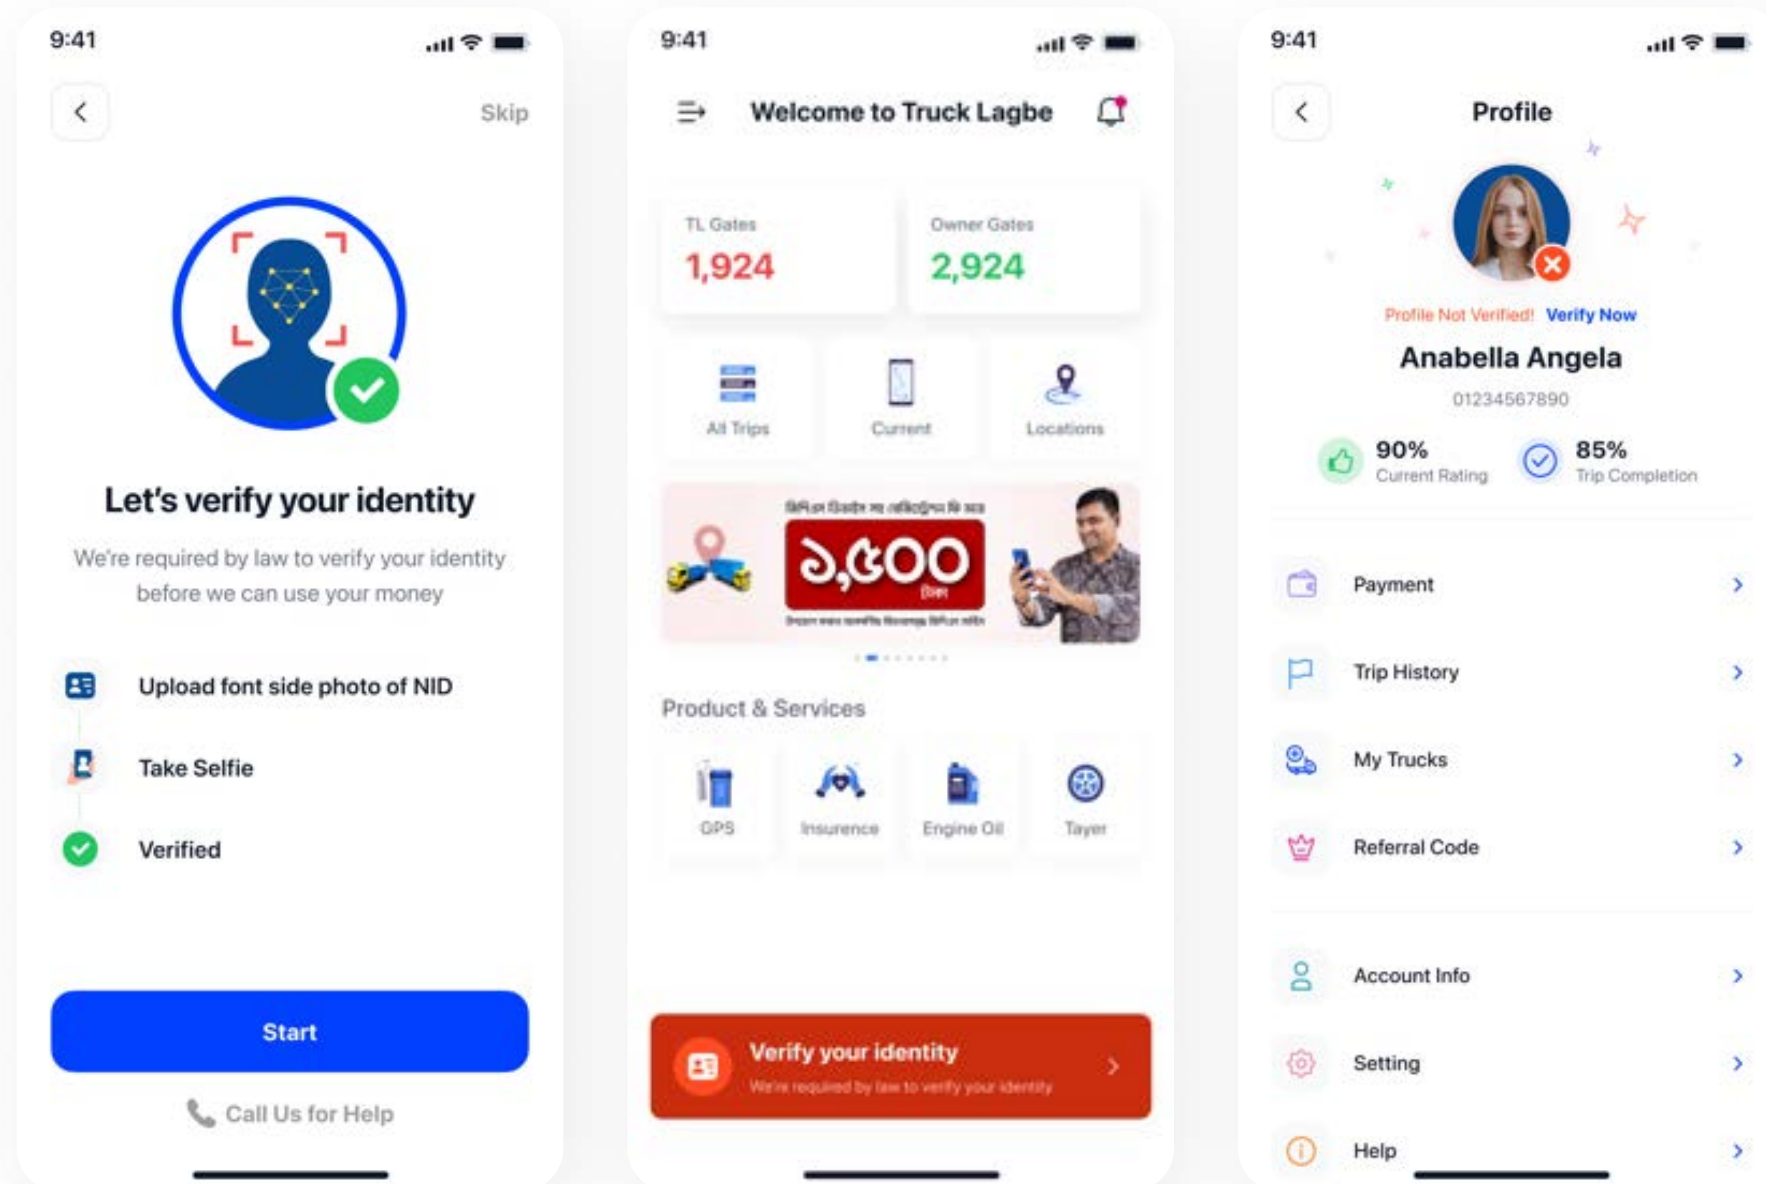 9:41
Skip
Let's verify your identity
We're required by law to verify your identity
before we can use your money
Upload font side photo of NID
Take Selfie
Verified
Start
Call Us for Help
9:41
Welcome to Truck Lagbe
TL Gates
1,924
Owner Gates
2,924
All Trips
Current
Locations
১,৫০০
টাকা
Product & Services
GPS
Insurence
Engine Oil
Tayer
Verify your identity
We're required by law to verify your identity
9:41
Profile
Profile Not Verified! Verify Now
Anabella Angela
01234567890
90%
Current Rating
85%
Trip Completion
Payment
Trip History
My Trucks
Referral Code
Account Info
Setting
Help